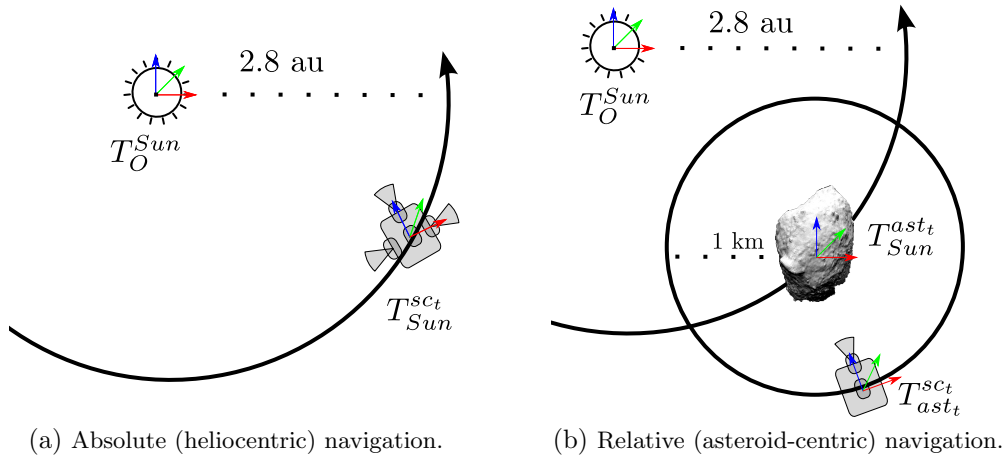 2.8 au
T_O^{Sun}
T_{Sun}^{sc_t}
(a) Absolute (heliocentric) navigation.
2.8 au
T_O^{Sun}
T_{Sun}^{ast_t}
1 km
T_{ast_t}^{sc_t}
(b) Relative (asteroid-centric) navigation.